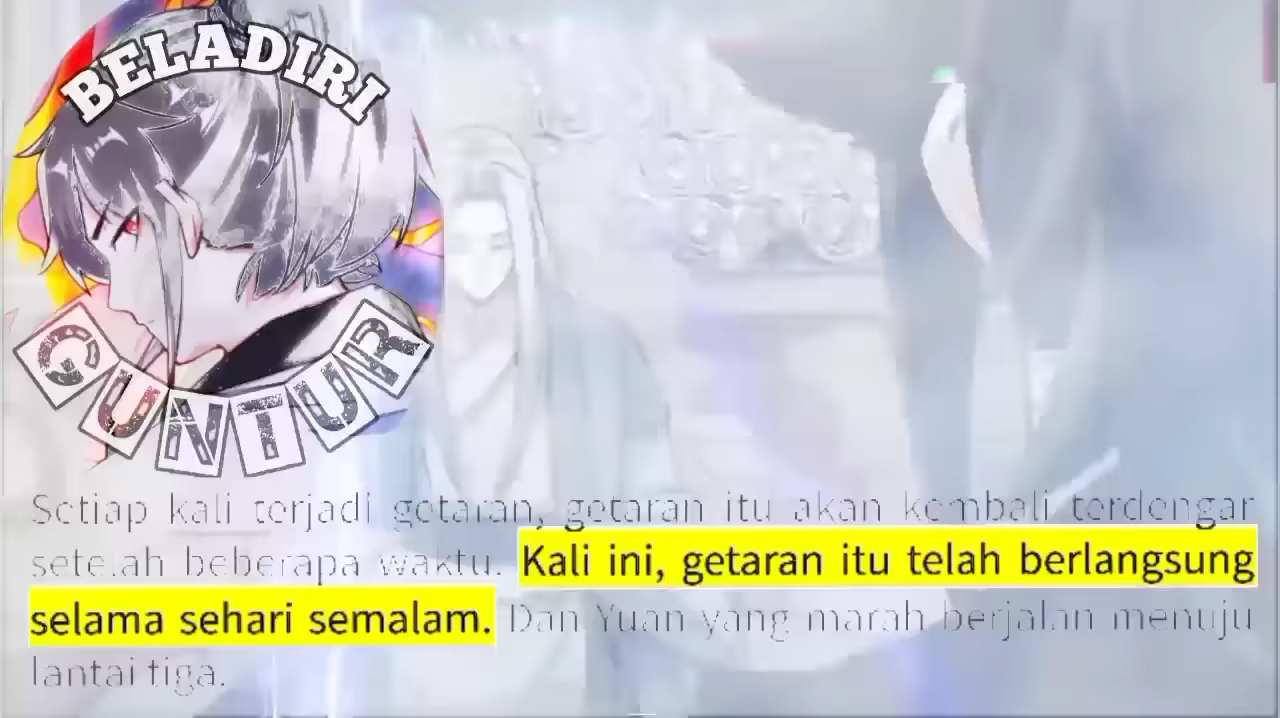 BELADIRI
GUNTUR
Setiap kali terjadi getaran, getaran itu akan kembali terdengar
setelah beberapa waktu. Kali ini, getaran itu telah berlangsung
selama sehari semalam. Dan Yuan yang marah berjalan menuju
lantai tiga.